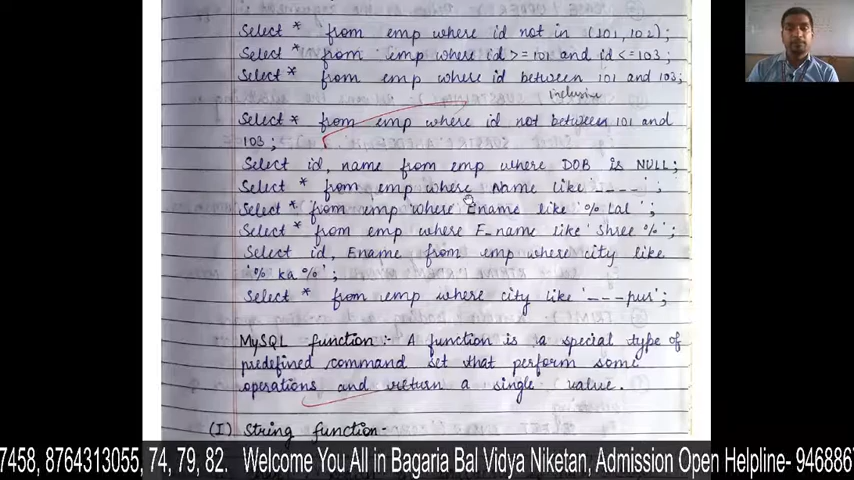 Select * from emp where id not in (101, 102);
Select * from emp where id >= 101 and id <= 103;
Select * from emp where id between 101 and 103;
inclusive
Select * from emp where id not between 101 and
103;
Select id, name from emp where DOB is NULL;
Select * from emp where Name like '_ _ _ _';
Select * from emp where Ename like '% lal';
Select * from emp where E_name like 'Shree %';
Select id, Ename from emp where city like
'% ka %';
Select * from emp where city like '_ _ _ pur';
MySQL function :- A function is a special type of
predefined command set that perform some
operations and return a single value.
(I) String function:-
7458, 8764313055, 74, 79, 82. Welcome You All in Bagaria Bal Vidya Niketan, Admission Open Helpline- 9468867